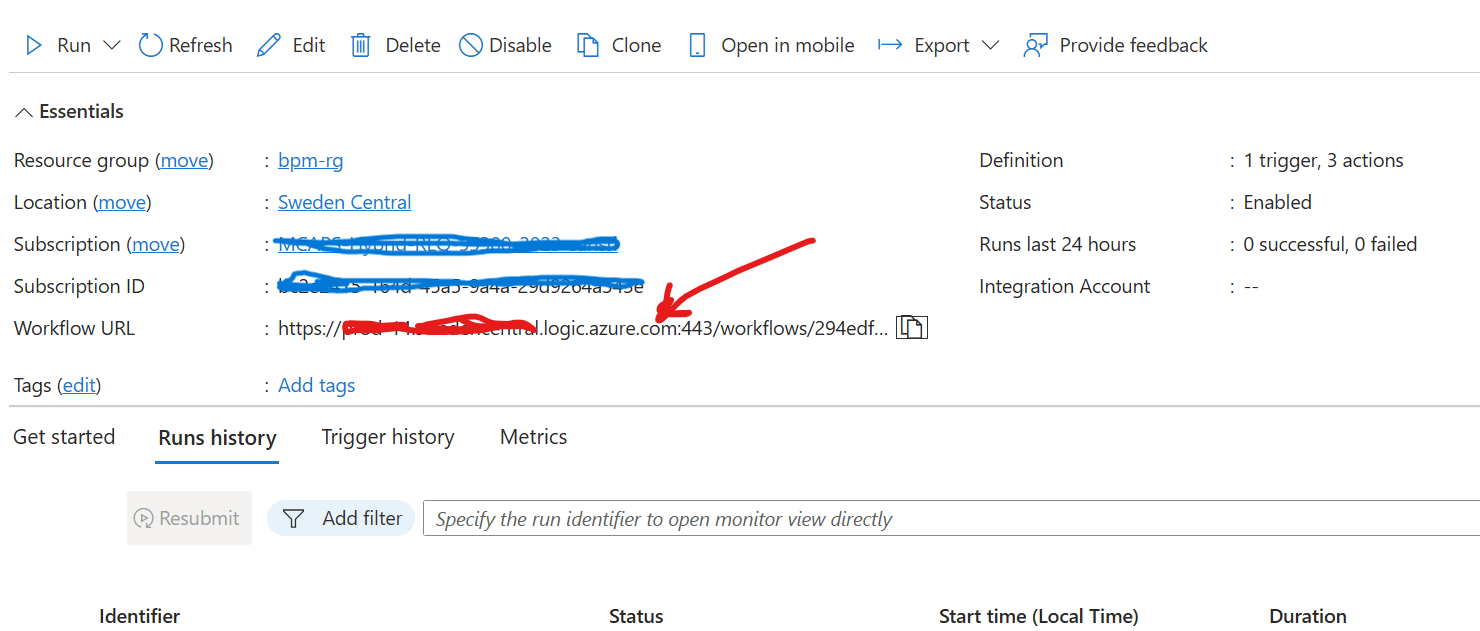 Run Refresh Edit Delete Disable Clone Open in mobile Export Provide feedback
Essentials
Resource group (move) : bpm-rg
Definition : 1 trigger, 3 actions
Location (move) : Sweden Central
Status : Enabled
Subscription (move) :
Runs last 24 hours : 0 successful, 0 failed
Subscription ID :
Integration Account : --
Workflow URL : https:// .logic.azure.com:443/workflows/294edf...
Tags (edit) : Add tags
Get started Runs history Trigger history Metrics
Resubmit Add filter Specify the run identifier to open monitor view directly
Identifier Status Start time (Local Time) Duration